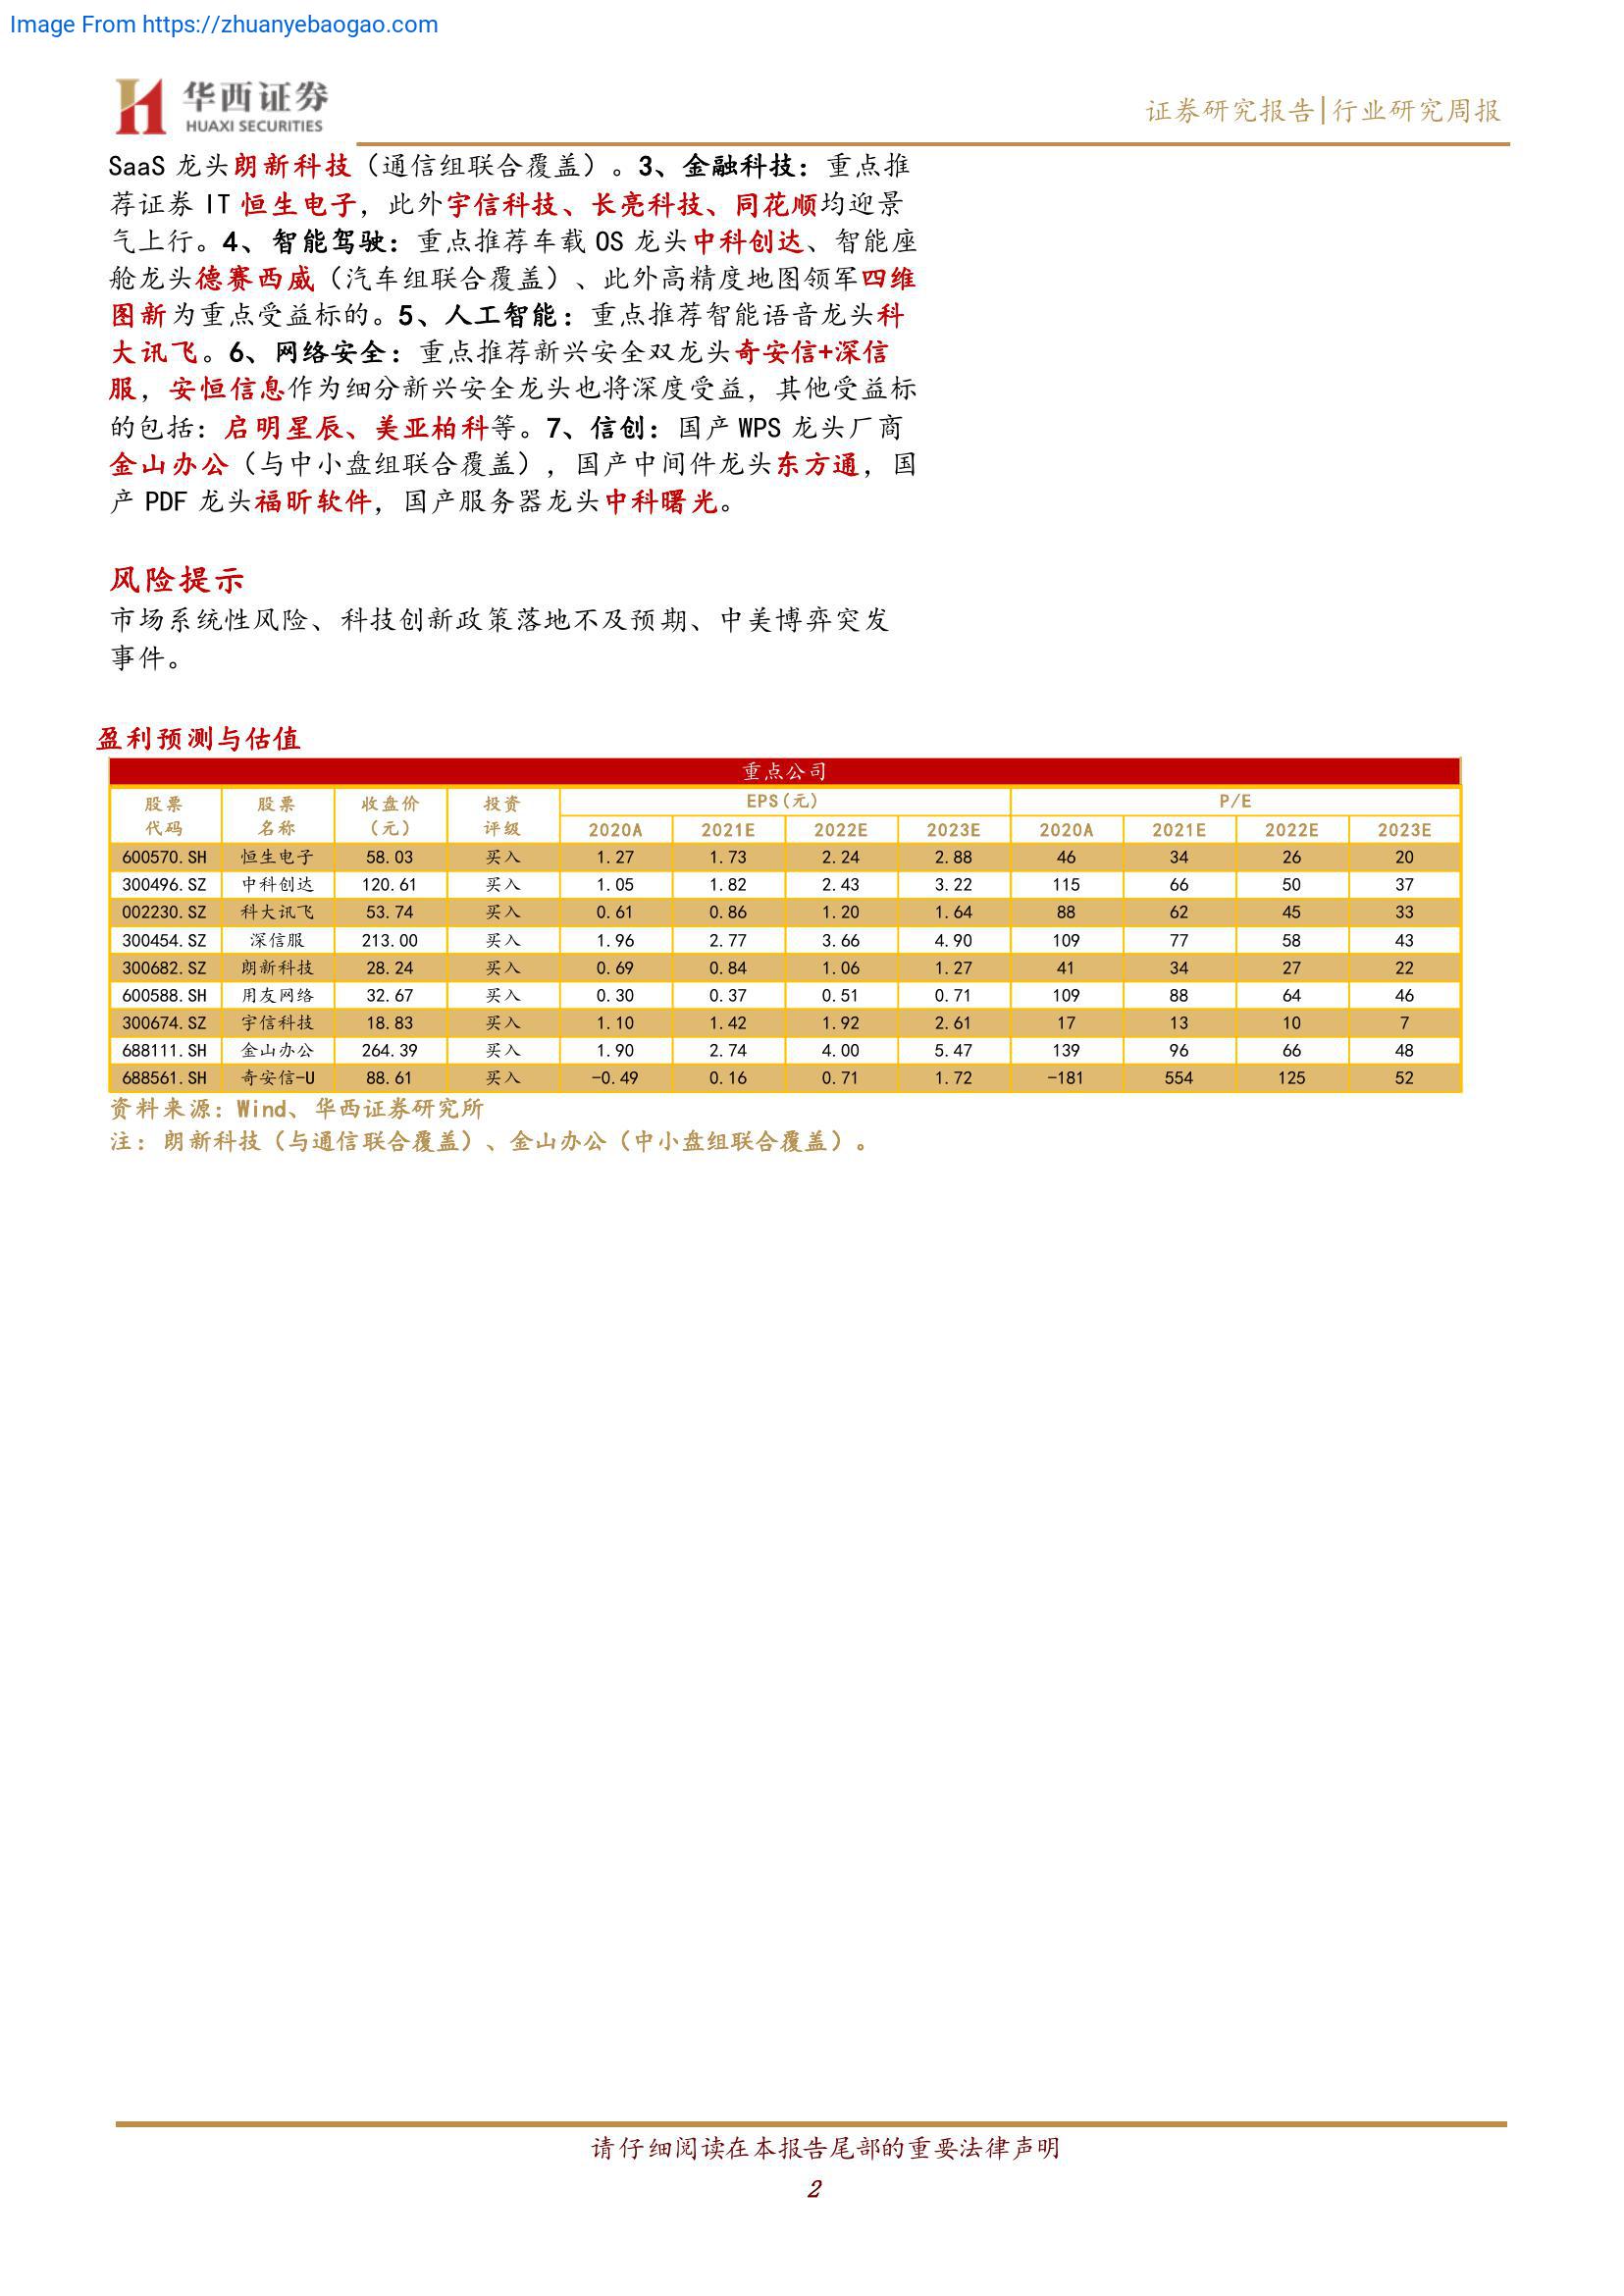 Image From https://zhuanyebaogao.com
华西证券
HUAXI SECURITIES
证券研究报告|行业研究周报
SaaS 龙头朗新科技（通信组联合覆盖）。3、金融科技：重点推
荐证券 IT 恒生电子，此外宇信科技、长亮科技、同花顺均迎景
气上行。4、 智能驾驶：重点推荐车载 OS 龙头中科创达、智能座
舱龙头德赛西威（汽车组联合覆盖）、此外高精度地图领军四维
图新为重点受益标的。5、人工智能：重点推荐智能语音龙头科
大讯飞。6、网络安全：重点推荐新兴安全双龙头奇安信+深信
服，安恒信息作为细分新兴安全龙头也将深度受益，其他受益标
的包括：启明星辰、美亚柏科等。7、信创：国产 WPS 龙头厂商
金山办公（与中小盘组联合覆盖），国产中间件龙头东方通，国
产 PDF 龙头福昕软件，国产服务器龙头中科曙光。
风险提示
市场系统性风险、科技创新政策落地不及预期、中美博弈突发
事件。
盈利预测与估值
重点公司
股票 股票 收盘价 投资 EPS(元) P/E
代码 名称 （元） 评级 2020A 2021E 2022E 2023E 2020A 2021E 2022E 2023E
600570.SH 恒生电子 58.03 买入 1.27 1.73 2.24 2.88 46 34 26 20
300496.SZ 中科创达 120.61 买入 1.05 1.82 2.43 3.22 115 66 50 37
002230.SZ 科大讯飞 53.74 买入 0.61 0.86 1.20 1.64 88 62 45 33
300454.SZ 深信服 213.00 买入 1.96 2.77 3.66 4.90 109 77 58 43
300682.SZ 朗新科技 28.24 买入 0.69 0.84 1.06 1.27 41 34 27 22
600588.SH 用友网络 32.67 买入 0.30 0.37 0.51 0.71 109 88 64 46
300674.SZ 宇信科技 18.83 买入 1.10 1.42 1.92 2.61 17 13 10 7
688111.SH 金山办公 264.39 买入 1.90 2.74 4.00 5.47 139 96 66 48
688561.SH 奇安信-U 88.61 买入 -0.49 0.16 0.71 1.72 -181 554 125 52
资料来源：Wind、华西证券研究所
注：朗新科技（与通信联合覆盖）、金山办公（中小盘组联合覆盖）。
请仔细阅读在本报告尾部的重要法律声明
2